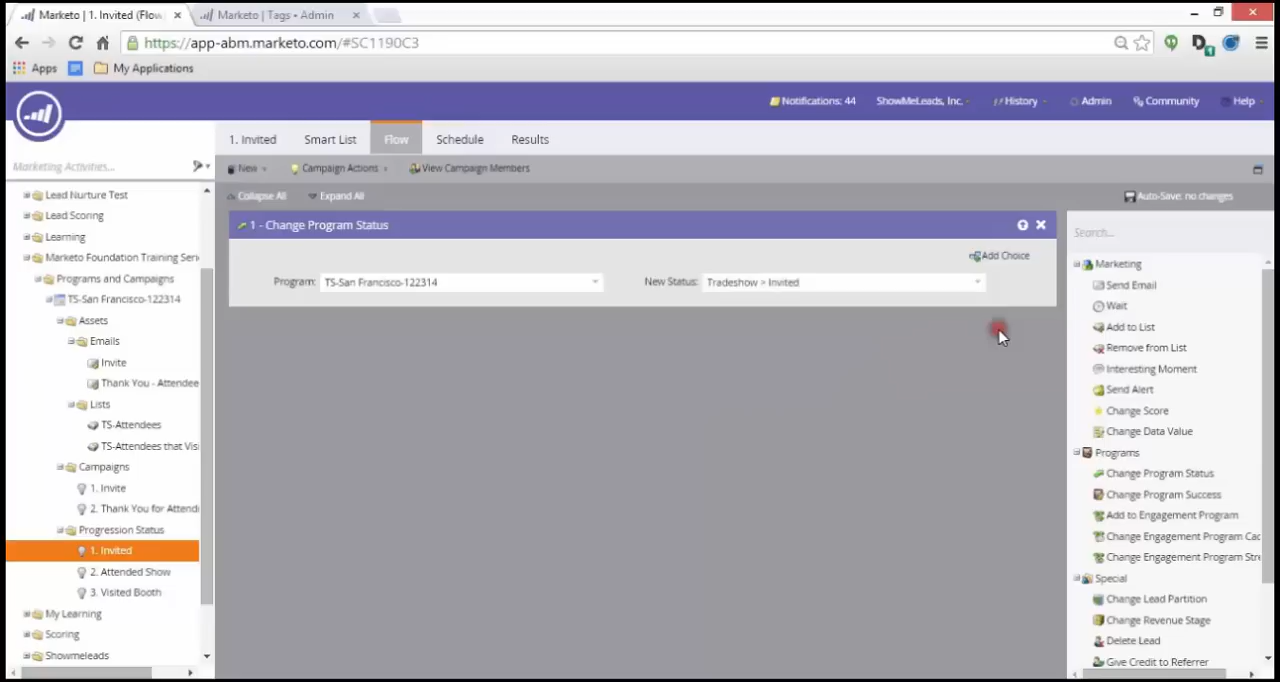 Marketo | 1. Invited (Flow
Marketo | Tags - Admin
https://app-abm.marketo.com/#SC1190C3
Apps
My Applications
Notifications: 44
ShowMeLeads, Inc.
History
Admin
Community
Help
Marketing Activities...
1. Invited
Smart List
Flow
Schedule
Results
New
Campaign Actions
View Campaign Members
Collapse All
Expand All
Auto-Save: no changes
Lead Nurture Test
Lead Scoring
Learning
Marketo Foundation Training Seri
Programs and Campaigns
TS-San Francisco-122314
Assets
Emails
Invite
Thank You - Attendee
Lists
TS-Attendees
TS-Attendees that Vis
Campaigns
1. Invite
2. Thank You for Attendi
Progression Status
1. Invited
2. Attended Show
3. Visited Booth
My Learning
Scoring
Showmeleads
1 - Change Program Status
Add Choice
Program: TS-San Francisco-122314
New Status: Tradeshow > Invited
Search...
Marketing
Send Email
Wait
Add to List
Remove from List
Interesting Moment
Send Alert
Change Score
Change Data Value
Programs
Change Program Status
Change Program Success
Add to Engagement Program
Change Engagement Program Cac
Change Engagement Program Stre
Special
Change Lead Partition
Change Revenue Stage
Delete Lead
Give Credit to Referrer